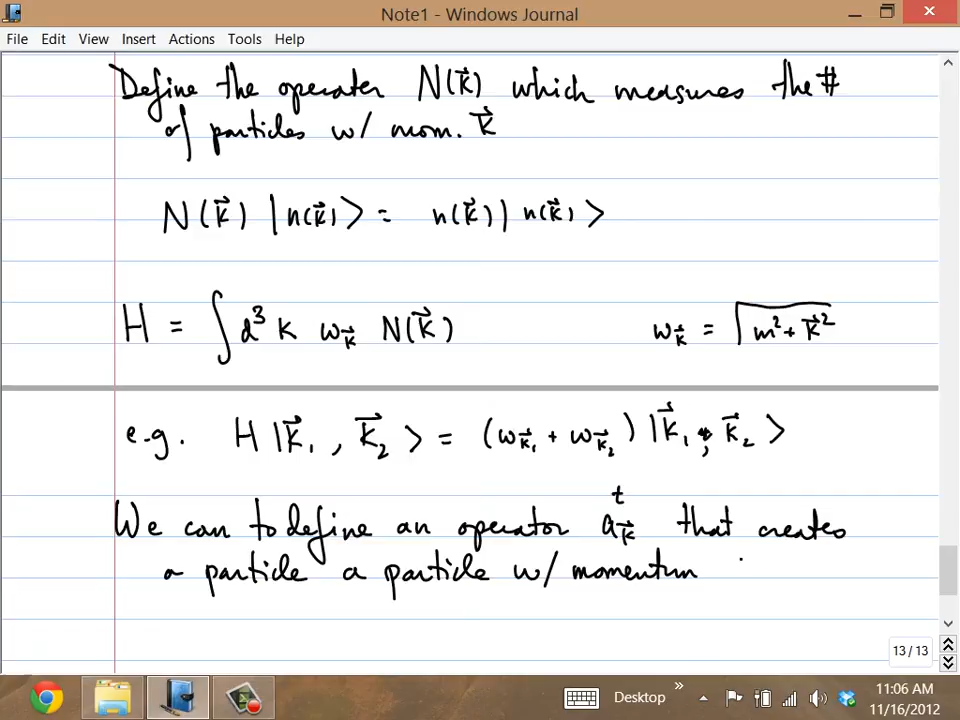 Note1 - Windows Journal
File Edit View Insert Actions Tools Help
Define the operator N(k⃗) which measures the #
of particles w/ mom. k⃗
N(k⃗) |n(k⃗)> = n(k⃗) | n(k⃗)>
H = ∫ d³k ω_k⃗ N(k⃗)    ω_k⃗ = √(m² + k⃗²)
e.g. H |k⃗₁, k⃗₂> = (ω_k⃗₁ + ω_k⃗₂) |k⃗₁, k⃗₂>
We can to define an operator a†_k⃗ that creates
a particle a particle w/ momentum
13 / 13
Desktop
11:06 AM
11/16/2012